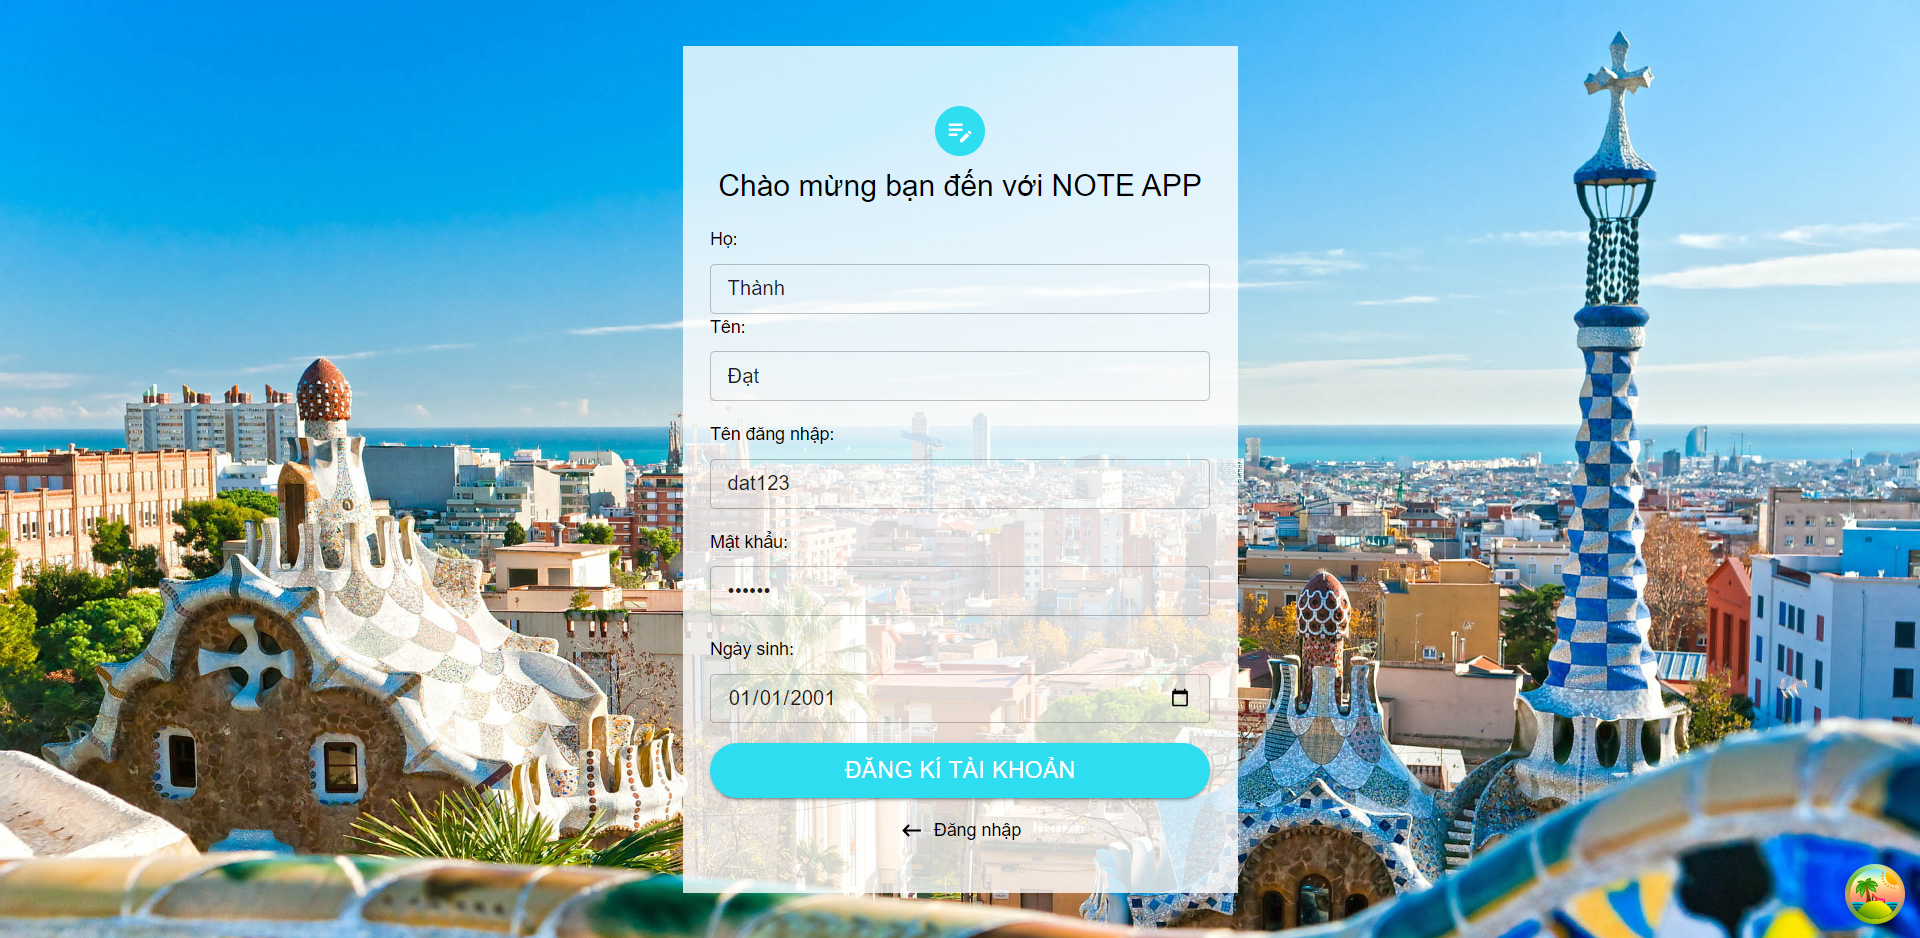 Chào mừng bạn đến với NOTE APP
Họ:
Thành
Tên:
Đạt
Tên đăng nhập:
dat123
Mật khẩu:
••••••
Ngày sinh:
01/01/2001
ĐĂNG KÍ TÀI KHOẢN
Đăng nhập